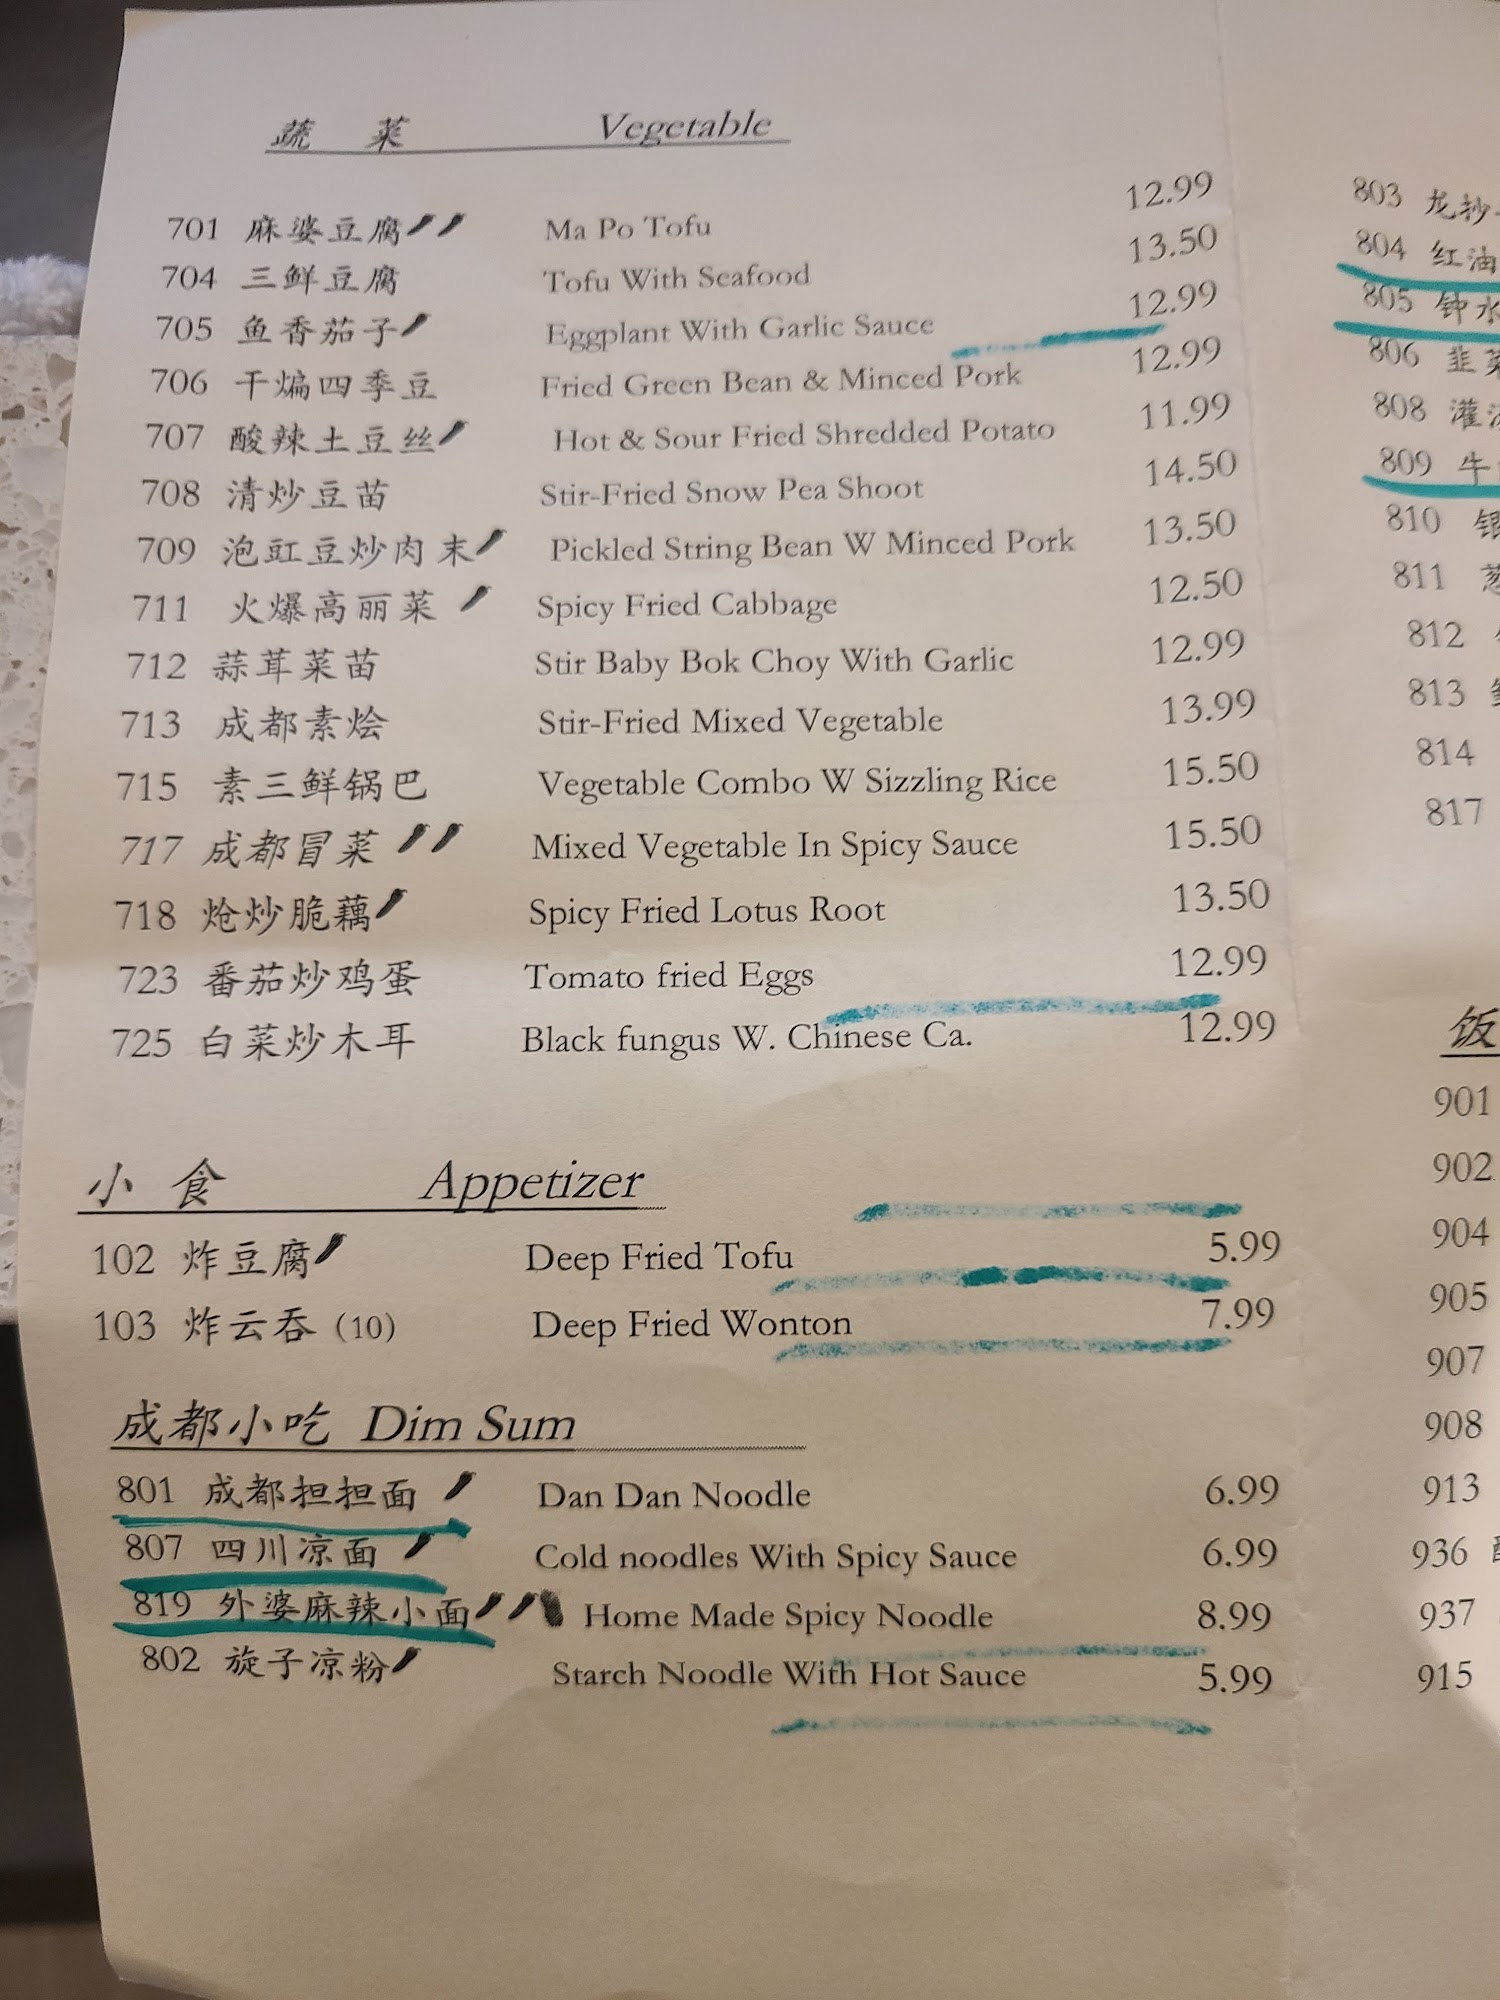 蔬 菜 Vegetable
701 麻婆豆腐 Ma Po Tofu 12.99
704 三鲜豆腐 Tofu With Seafood 13.50
705 鱼香茄子 Eggplant With Garlic Sauce 12.99
706 干煸四季豆 Fried Green Bean & Minced Pork 12.99
707 酸辣土豆丝 Hot & Sour Fried Shredded Potato 11.99
708 清炒豆苗 Stir-Fried Snow Pea Shoot 14.50
709 泡豇豆炒肉末 Pickled String Bean W Minced Pork 13.50
711 火爆高丽菜 Spicy Fried Cabbage 12.50
712 蒜茸菜苗 Stir Baby Bok Choy With Garlic 12.99
713 成都素烩 Stir-Fried Mixed Vegetable 13.99
715 素三鲜锅巴 Vegetable Combo W Sizzling Rice 15.50
717 成都冒菜 Mixed Vegetable In Spicy Sauce 15.50
718 炝炒脆藕 Spicy Fried Lotus Root 13.50
723 番茄炒鸡蛋 Tomato fried Eggs 12.99
725 白菜炒木耳 Black fungus W. Chinese Ca. 12.99
小 食 Appetizer
102 炸豆腐 Deep Fried Tofu 5.99
103 炸云吞 (10) Deep Fried Wonton 7.99
成都小吃 Dim Sum
801 成都担担面 Dan Dan Noodle 6.99
807 四川凉面 Cold noodles With Spicy Sauce 6.99
819 外婆麻辣小面 Home Made Spicy Noodle 8.99
802 旋子凉粉 Starch Noodle With Hot Sauce 5.99
803 龙抄
804 红油
805 钟水
806 韭菜
808 灌
809 牛
810 银
811 葱
812
813
814
817
饭
901
902
904
905
907
908
913
936
937
915